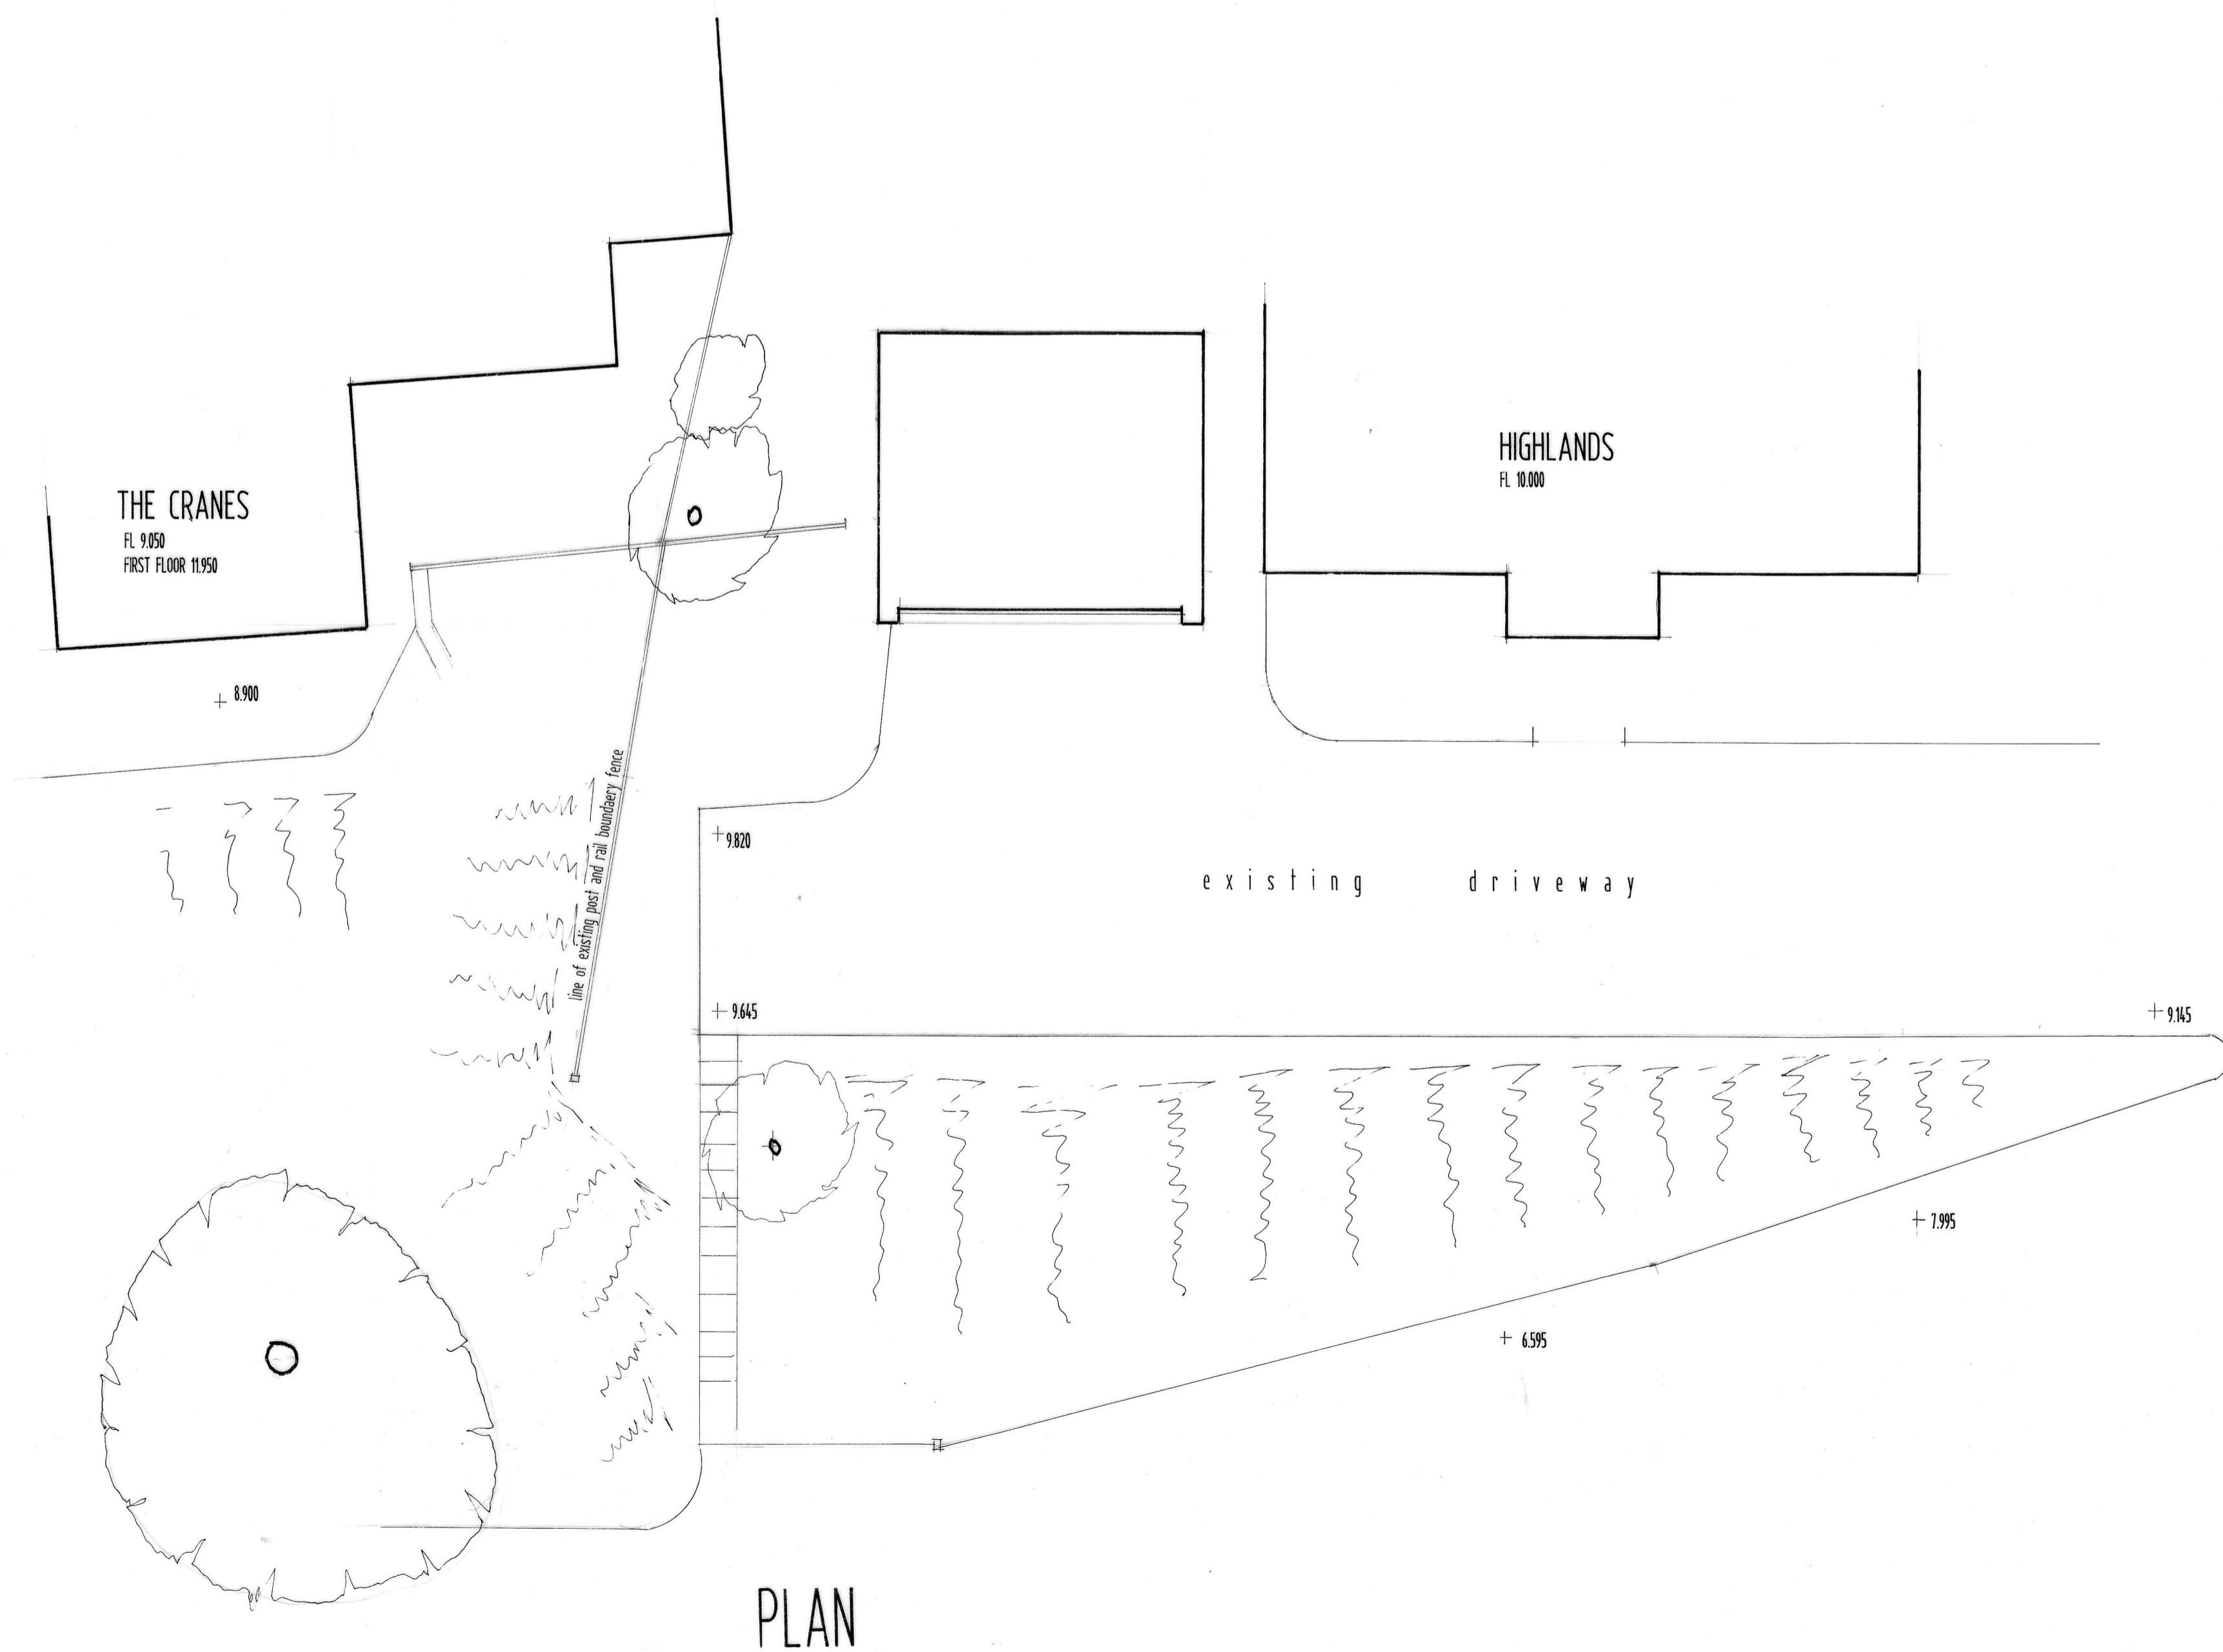 HIGHLANDS
FL 10.000
THE CRANES
FL 9.050
FIRST FLOOR 11.950
8.900
line of existing post and rail boundaery fence
9.820
existing driveway
9.645
9.145
7.995
6.595
PLAN